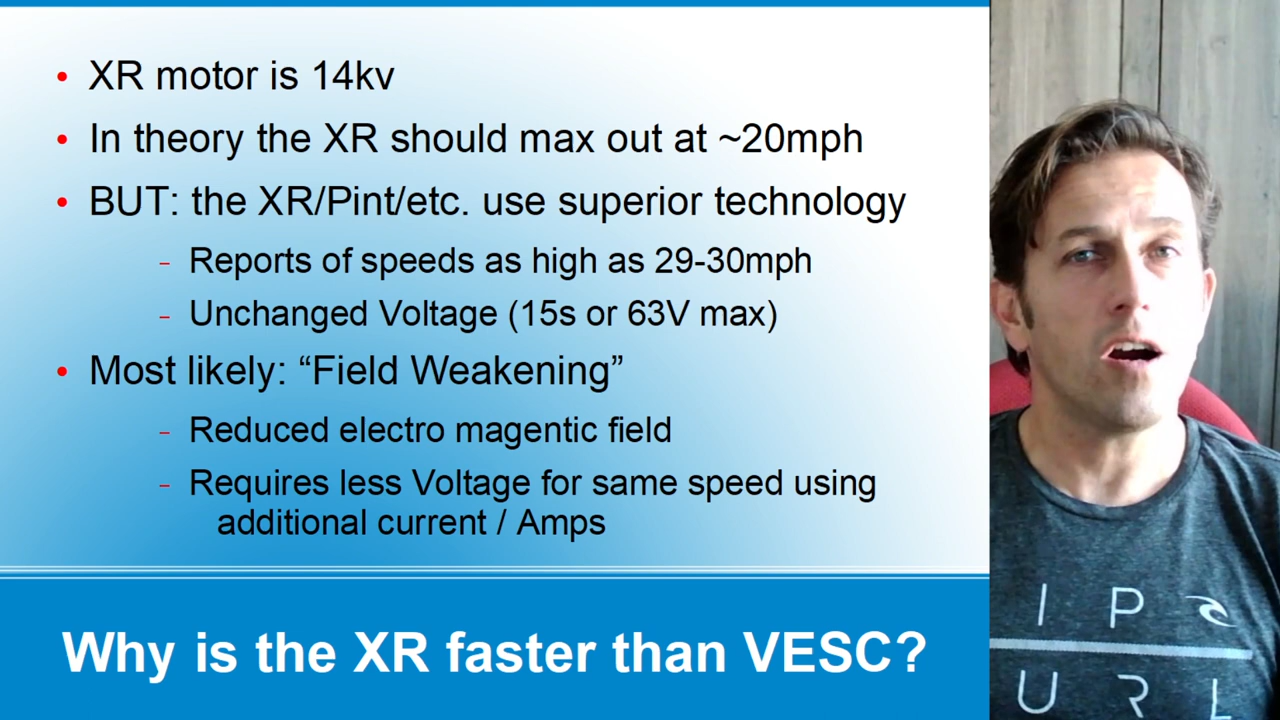 • XR motor is 14kv
• In theory the XR should max out at ~20mph
• BUT: the XR/Pint/etc. use superior technology
- Reports of speeds as high as 29-30mph
- Unchanged Voltage (15s or 63V max)
• Most likely: “Field Weakening”
- Reduced electro magentic field
- Requires less Voltage for same speed using
additional current / Amps
Why is the XR faster than VESC?
I P
U R L